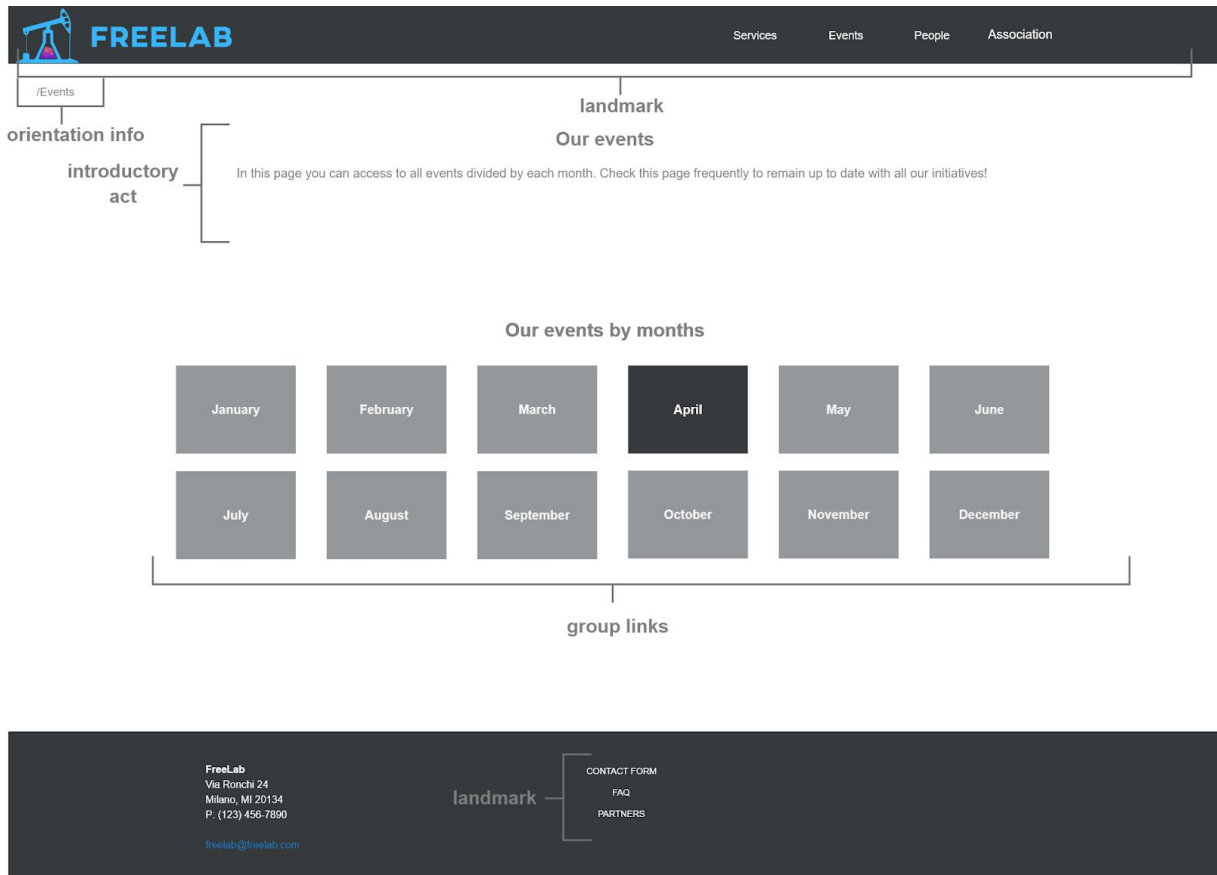 FREELAB
Services Events People Association
/Events
landmark
orientation info
Our events
introductory
act
In this page you can access to all events divided by each month. Check this page frequently to remain up to date with all our initiatives!
Our events by months
January February March April May June
July August September October November December
group links
FreeLab
Via Ronchi 24
Milano, MI 20134
P: (123) 456-7890
freelab@freelab.com
landmark
CONTACT FORM
FAQ
PARTNERS